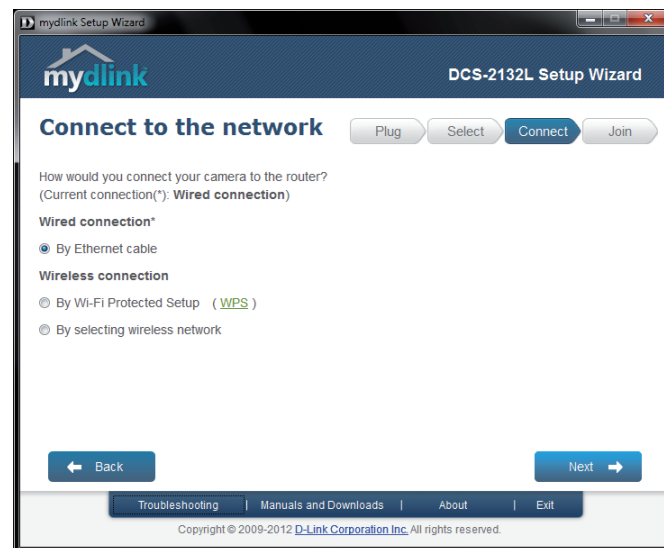 mydlink Setup Wizard
mydlink
DCS-2132L Setup Wizard
Connect to the network
Plug
Select
Connect
Join
How would you connect your camera to the router?
(Current connection(*): Wired connection)
Wired connection*
By Ethernet cable
Wireless connection
By Wi-Fi Protected Setup ( WPS )
By selecting wireless network
Back
Next
Troubleshooting | Manuals and Downloads | About | Exit
Copyright © 2009-2012 D-Link Corporation Inc. All rights reserved.